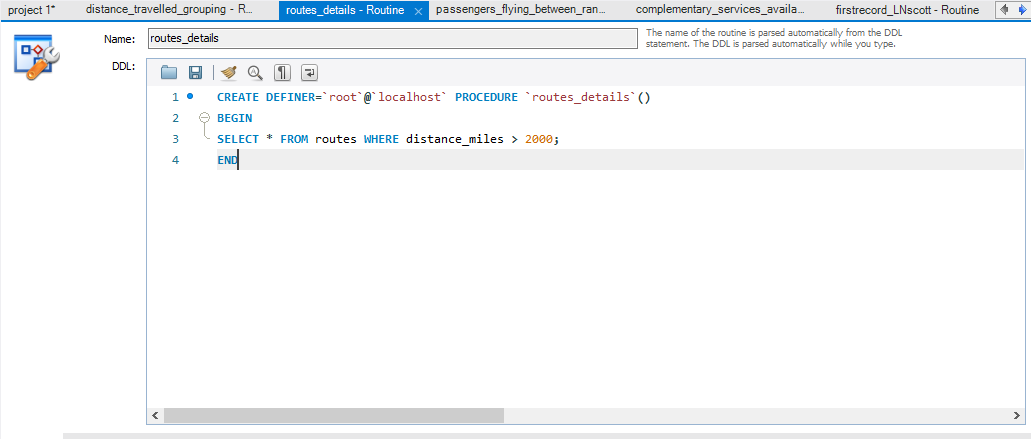 project 1*
distance_travelled_grouping - R...
routes_details - Routine
passengers_flying_between_ran...
complementary_services_availa...
firstrecord_LNscott - Routine
Name:
routes_details
The name of the routine is parsed automatically from the DDL
statement. The DDL is parsed automatically while you type.
DDL:
1 CREATE DEFINER=`root`@`localhost` PROCEDURE `routes_details`()
2 BEGIN
3 SELECT * FROM routes WHERE distance_miles > 2000;
4 END